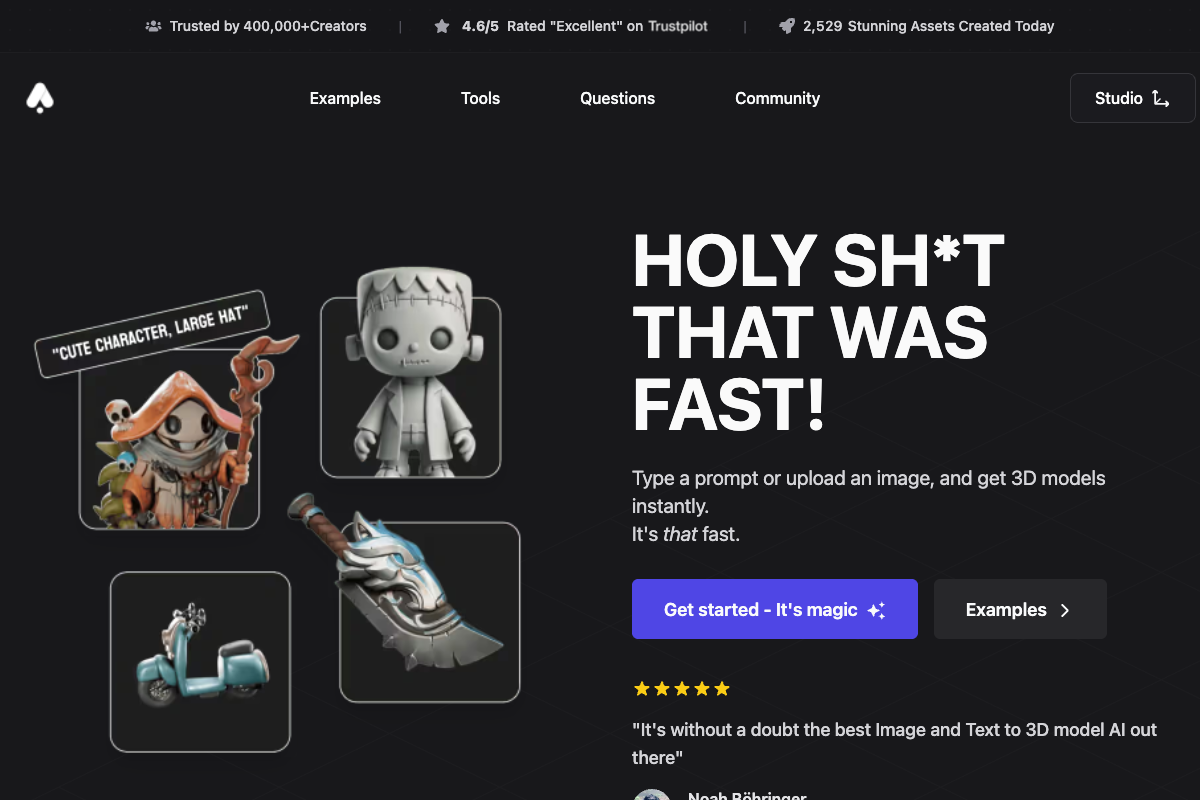 Trusted by 400,000+Creators | 4.6/5 Rated "Excellent" on Trustpilot | 2,529 Stunning Assets Created Today
Examples Tools Questions Community Studio
"CUTE CHARACTER, LARGE HAT"
HOLY SH*T
THAT WAS
FAST!
Type a prompt or upload an image, and get 3D models
instantly.
It's that fast.
Get started - It's magic Examples
"It's without a doubt the best Image and Text to 3D model AI out
there"
Noah Böhringer